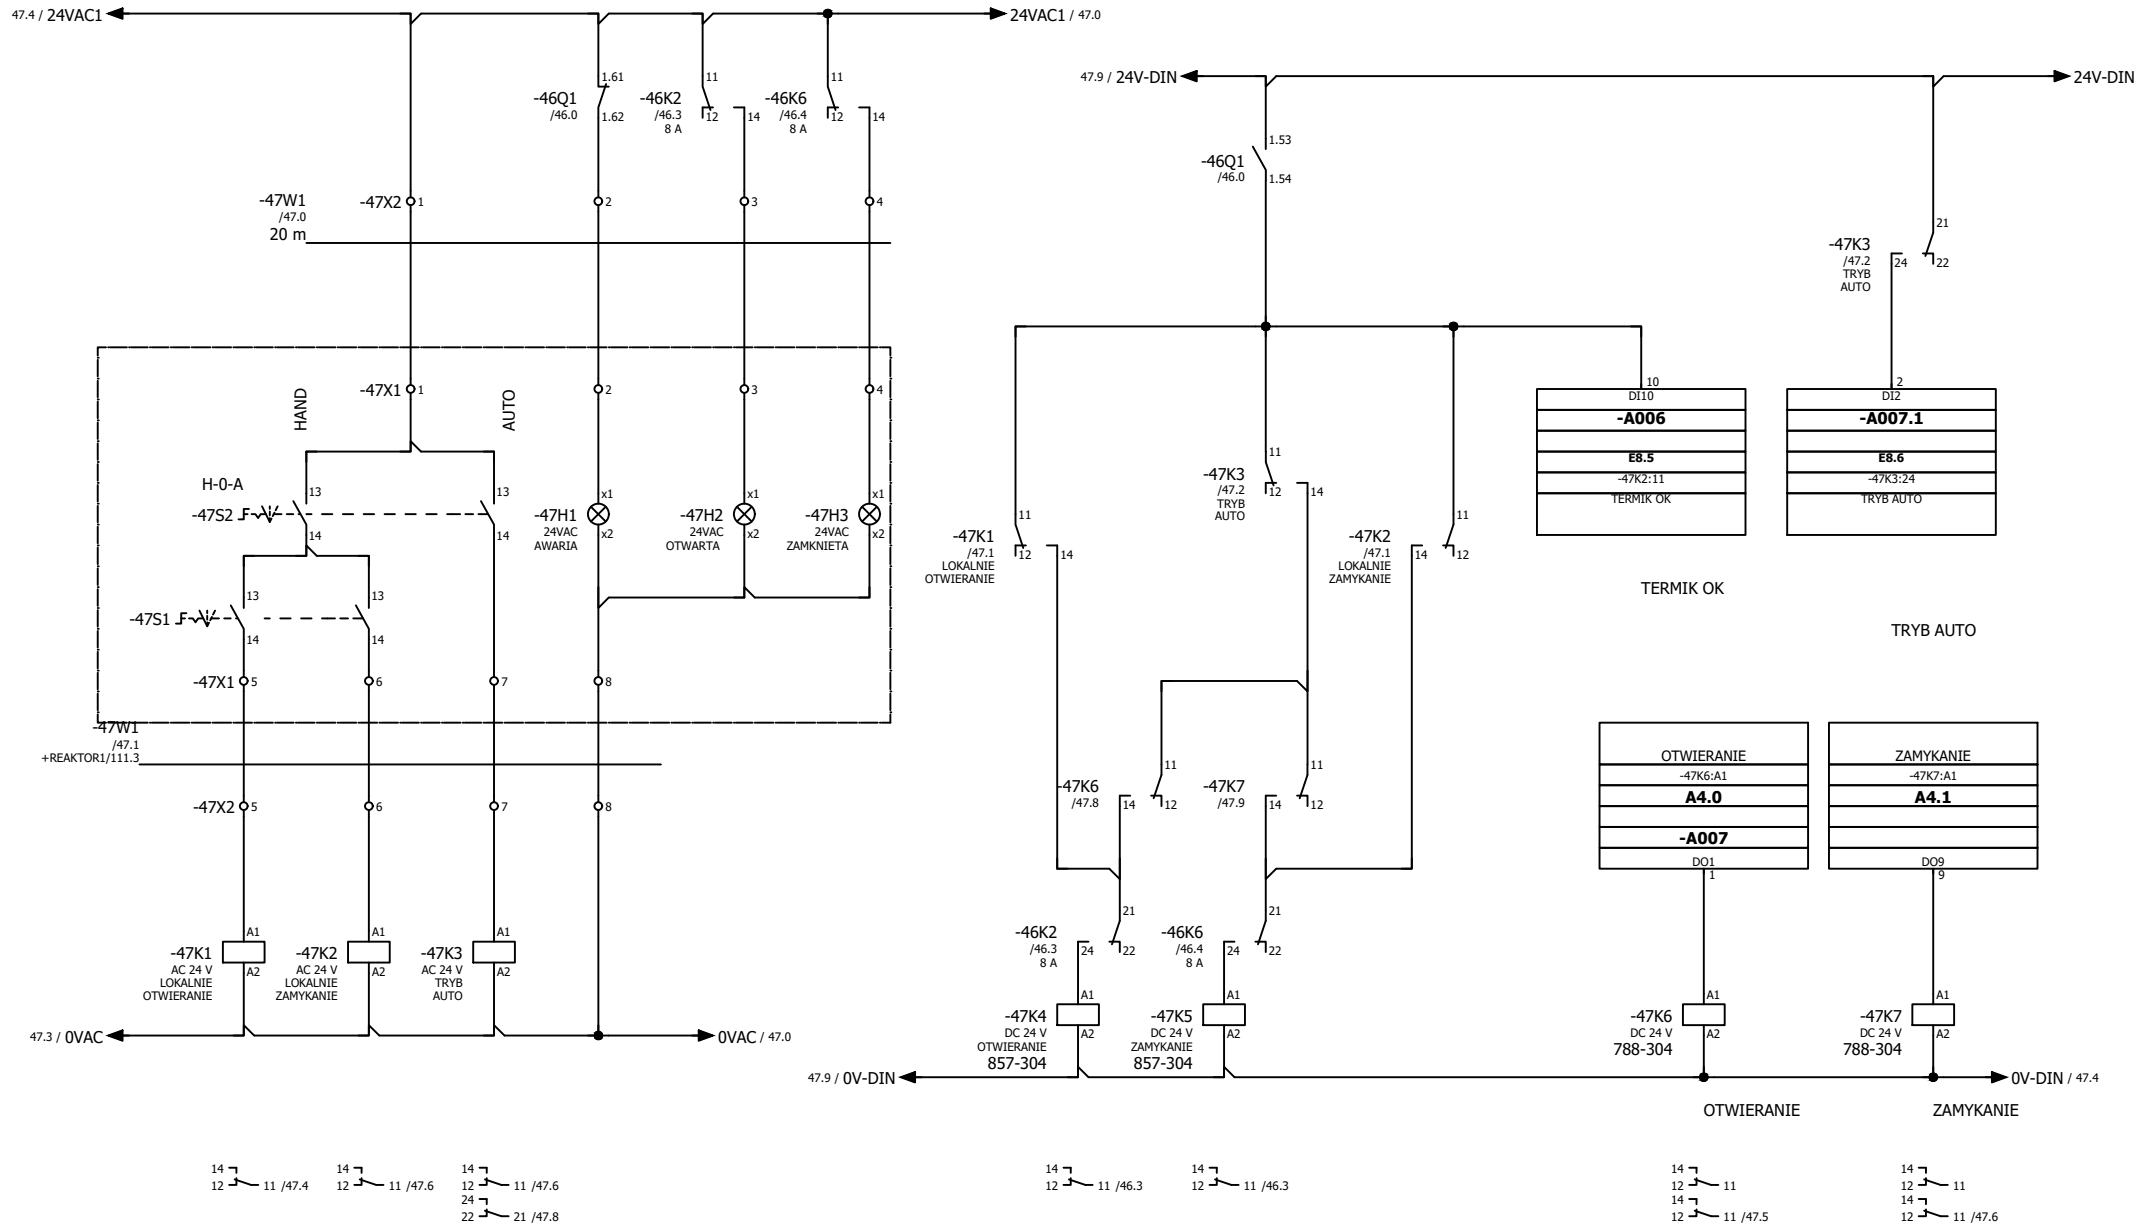 47.4 / 24VAC1
24VAC1 / 47.0
47.9 / 24V-DIN
24V-DIN
-46Q1
/46.0
1.61
1.62
-46K2
/46.3
8 A
11
12
14
-46K6
/46.4
8 A
11
12
14
-46Q1
/46.0
1.53
1.54
-47W1
/47.0
20 m
-47X2
1
2
3
4
-47K3
/47.2
TRYB
AUTO
21
24
22
HAND
-47X1
1
AUTO
2
3
4
10
DI10
-A006
E8.5
-47K2:11
TERMIK OK
2
DI2
-A007.1
E8.6
-47K3:24
TRYB AUTO
H-0-A
-47S2
13
14
13
14
-47H1
24VAC
AWARIA
x1
x2
-47H2
24VAC
OTWARTA
x1
x2
-47H3
24VAC
ZAMKNIETA
x1
x2
-47K3
/47.2
TRYB
AUTO
11
12
14
-47K1
/47.1
LOKALNIE
OTWIERANIE
11
12
14
-47K2
/47.1
LOKALNIE
ZAMYKANIE
11
14
12
TERMIK OK
TRYB AUTO
-47S1
13
14
13
14
-47X1
5
6
7
8
-47W1
/47.1
+REAKTOR1/111.3
-47X2
5
6
7
8
-47K6
/47.8
11
14
12
-47K7
/47.9
11
14
12
OTWIERANIE
-47K6:A1
A4.0
-A007
DO1
1
ZAMYKANIE
-47K7:A1
A4.1
DO9
9
-47K1
AC 24 V
LOKALNIE
OTWIERANIE
A1
A2
-47K2
AC 24 V
LOKALNIE
ZAMYKANIE
A1
A2
-47K3
AC 24 V
TRYB
AUTO
A1
A2
-46K2
/46.3
8 A
21
24
22
-46K6
/46.4
8 A
21
24
22
-47K4
DC 24 V
OTWIERANIE
857-304
A1
A2
-47K5
DC 24 V
ZAMYKANIE
857-304
A1
A2
-47K6
DC 24 V
788-304
A1
A2
-47K7
DC 24 V
788-304
A1
A2
47.3 / 0VAC
0VAC / 47.0
47.9 / 0V-DIN
0V-DIN / 47.4
OTWIERANIE
ZAMYKANIE
14
12 11 /47.4
14
12 11 /47.6
14
12 11 /47.6
24
22 21 /47.8
14
12 11 /46.3
14
12 11 /46.3
14
12 11
14
12 11 /47.5
14
12 11
14
12 11 /47.6